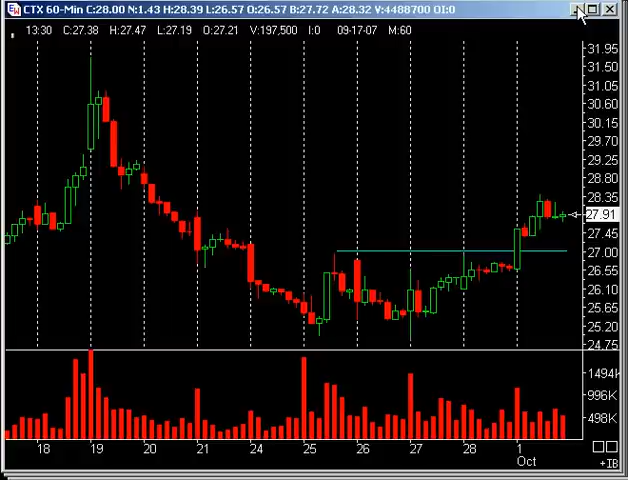 CTX 60-Min C:28.00 N:1.43 H:28.39 L:26.57 O:26.57 B:27.72 A:28.32 V:4488700 OI:0
13:30 C:27.38 H:27.47 L:27.19 O:27.21 V:197,500 I:0 09-17-07 M:60
31.95
31.50
31.05
30.60
30.15
29.70
29.25
28.80
28.35
27.91
27.45
27.00
26.55
26.10
25.65
25.20
24.75
1494K
996K
498K
18 19 20 21 24 25 26 27 28 1
Oct
+IB